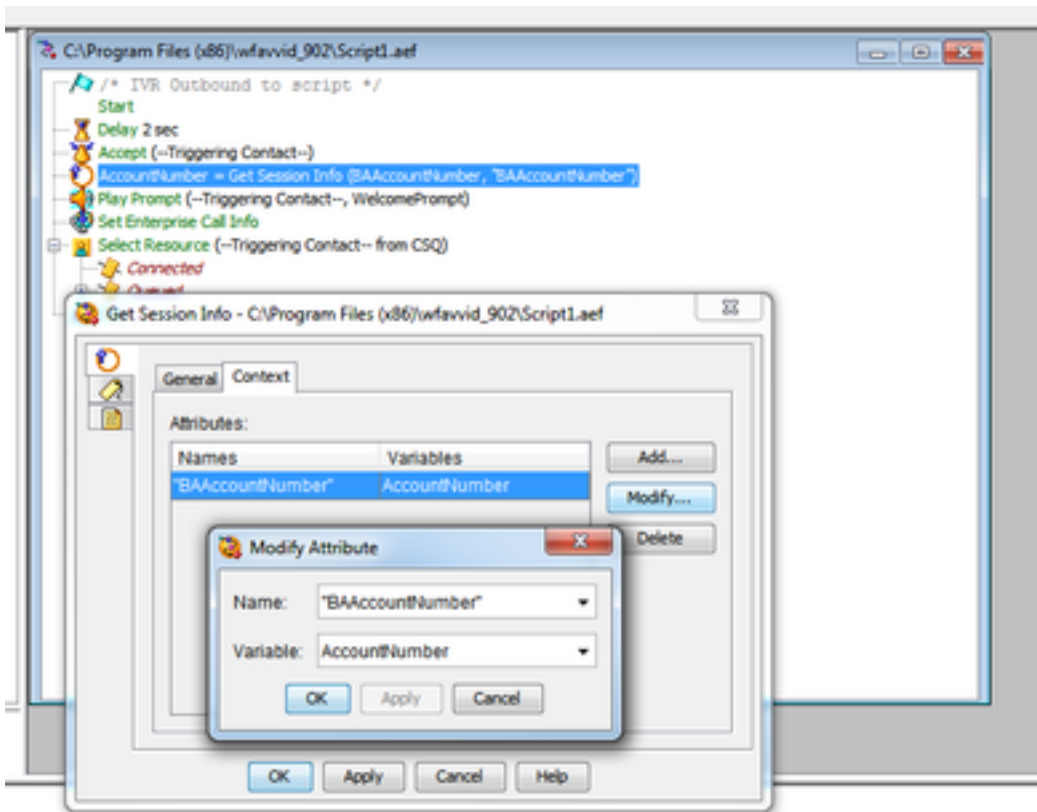 C:\Program Files (x86)\wfavvid_902\Script1.aef
/* IVR Outbound to script */
Start
Delay 2 sec
Accept (--Triggering Contact--)
AccountNumber = Get Session Info (BAAccountNumber, "BAAccountNumber")
Play Prompt (--Triggering Contact--, WelcomePrompt)
Set Enterprise Call Info
Select Resource (--Triggering Contact-- from CSQ)
Connected
Queued
Get Session Info - C:\Program Files (x86)\wfavvid_902\Script1.aef
General Context
Attributes:
Names Variables Add...
"BAAccountNumber" AccountNumber Modify....
Delete
Modify Attribute
Name: "BAAccountNumber"
Variable: AccountNumber
OK Apply Cancel
OK Apply Cancel Help